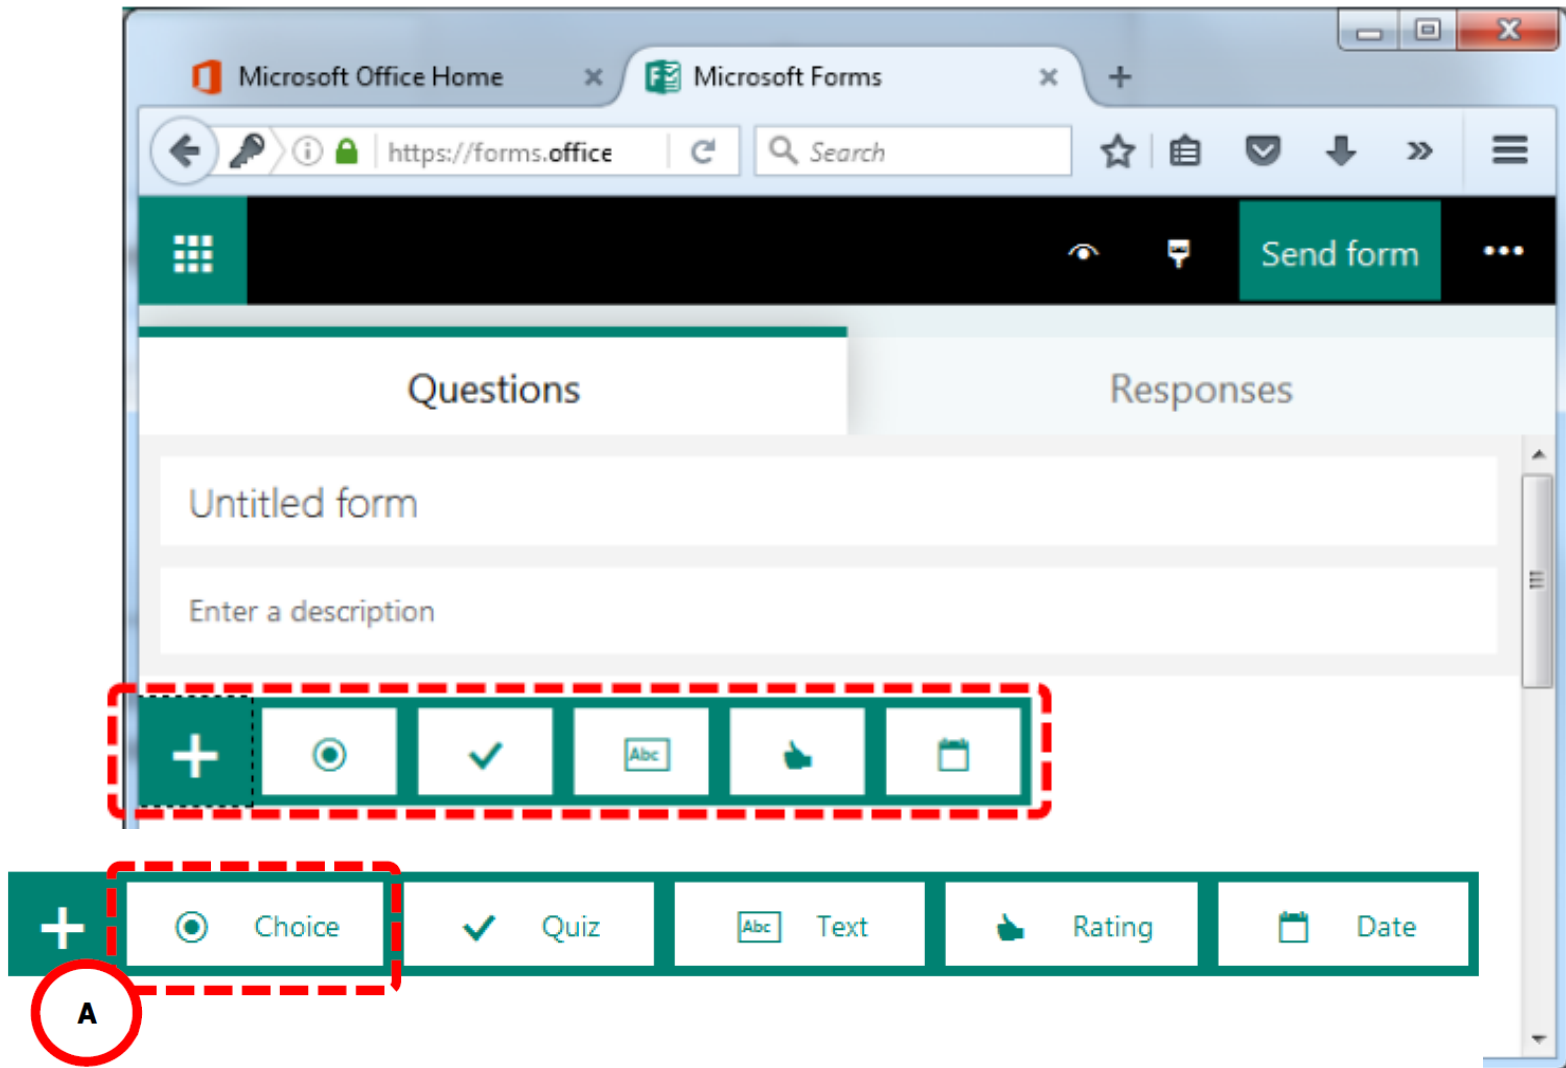 Microsoft Office Home Microsoft Forms
https://forms.office Search
Send form
Questions Responses
Untitled form
Enter a description
Abc
Choice Quiz Abc Text Rating Date
A